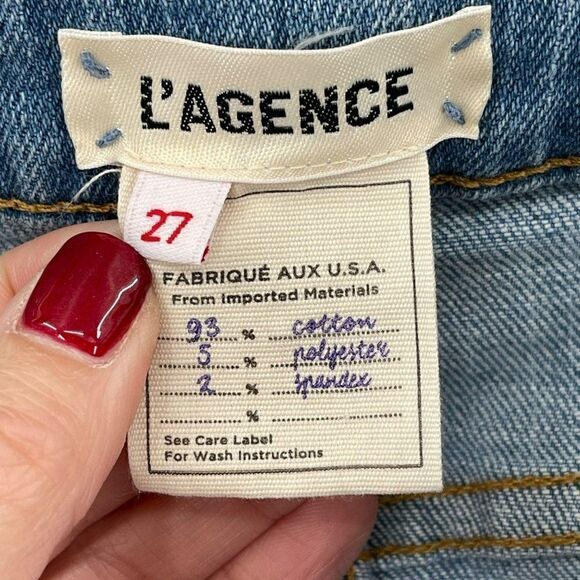 L'AGENCE
27
FABRIQUÉ AUX U.S.A.
From Imported Materials
93 % cotton
5 % polyester
2 % spandex
%
See Care Label
For Wash Instructions